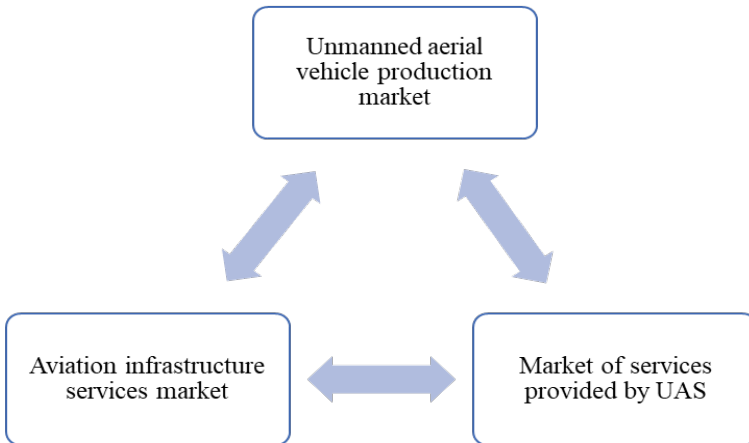 Unmanned aerial
vehicle production
market
Aviation infrastructure
services market
Market of services
provided by UAS